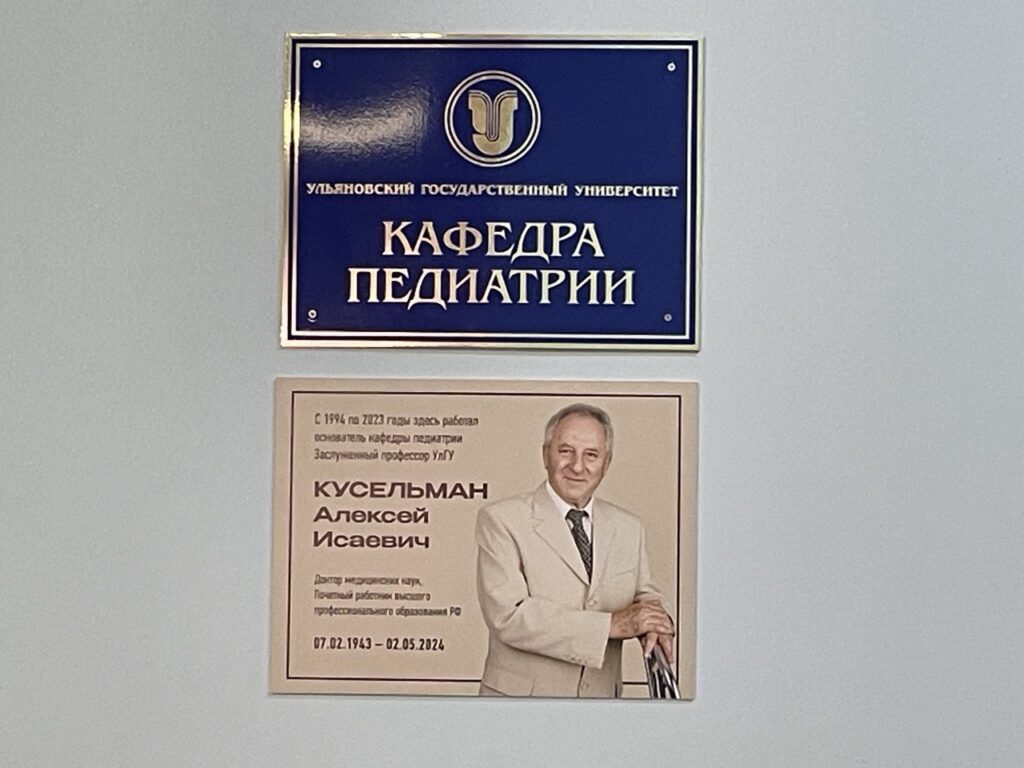 УЛЬЯНОВСКИЙ ГОСУДАРСТВЕННЫЙ УНИВЕРСИТЕТ
КАФЕДРА
ПЕДИАТРИИ
С 1994 по 2023 годы здесь работал
основатель кафедры педиатрии
Заслуженный профессор УлГУ
КУСЕЛЬМАН
Алексей
Исаевич
Доктор медицинских наук,
Почетный работник высшего
профессионального образования РФ
07.02.1943 – 02.05.2024